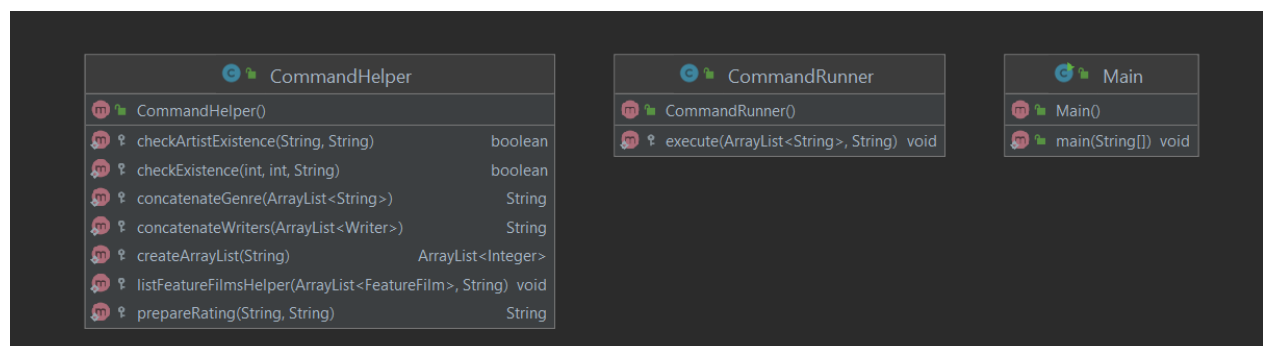 CommandHelper
CommandHelper()
checkArtistExistence(String, String) boolean
checkExistence(int, int, String) boolean
concatenateGenre(ArrayList<String>) String
concatenateWriters(ArrayList<Writer>) String
createArrayList(String) ArrayList<Integer>
listFeatureFilmsHelper(ArrayList<FeatureFilm>, String) void
prepareRating(String, String) String
CommandRunner
CommandRunner()
execute(ArrayList<String>, String) void
Main
Main()
main(String[]) void